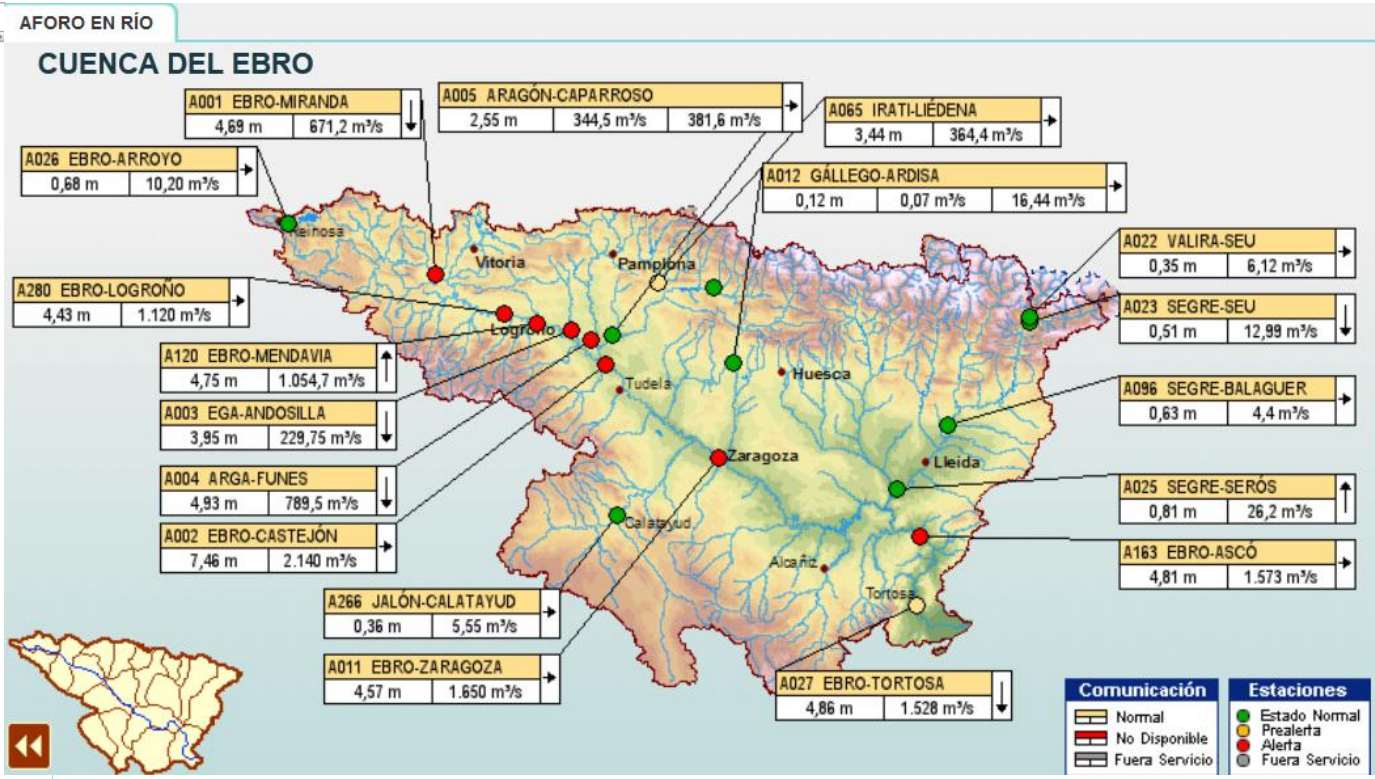 AFORO EN RÍO
CUENCA DEL EBRO
A001 EBRO-MIRANDA
4,69 m 671,2 m³/s
A005 ARAGÓN-CAPARROSO
2,55 m 344,5 m³/s 381,6 m³/s
A065 IRATI-LIÉDENA
3,44 m 364,4 m³/s
A026 EBRO-ARROYO
0,68 m 10,20 m³/s
A012 GÁLLEGO-ARDISA
0,12 m 0,07 m³/s 16,44 m³/s
A022 VALIRA-SEU
0,35 m 6,12 m³/s
A280 EBRO-LOGROÑO
4,43 m 1.120 m³/s
A023 SEGRE-SEU
0,51 m 12,99 m³/s
A120 EBRO-MENDAVIA
4,75 m 1.054,7 m³/s
A096 SEGRE-BALAGUER
0,63 m 4,4 m³/s
A003 EGA-ANDOSILLA
3,95 m 229,75 m³/s
A004 ARGA-FUNES
4,93 m 789,5 m³/s
A025 SEGRE-SERÓS
0,81 m 26,2 m³/s
A002 EBRO-CASTEJÓN
7,46 m 2.140 m³/s
A163 EBRO-ASCÓ
4,81 m 1.573 m³/s
A266 JALÓN-CALATAYUD
0,36 m 5,55 m³/s
A011 EBRO-ZARAGOZA
4,57 m 1.650 m³/s
A027 EBRO-TORTOSA
4,86 m 1.528 m³/s
Reinosa
Vitoria
Pamplona
Logroño
Tudela
Huesca
Zaragoza
Lleida
Calatayud
Alcañiz
Tortosa
Comunicación
Normal
No Disponible
Fuera Servicio
Estaciones
Estado Normal
Prealerta
Alerta
Fuera Servicio